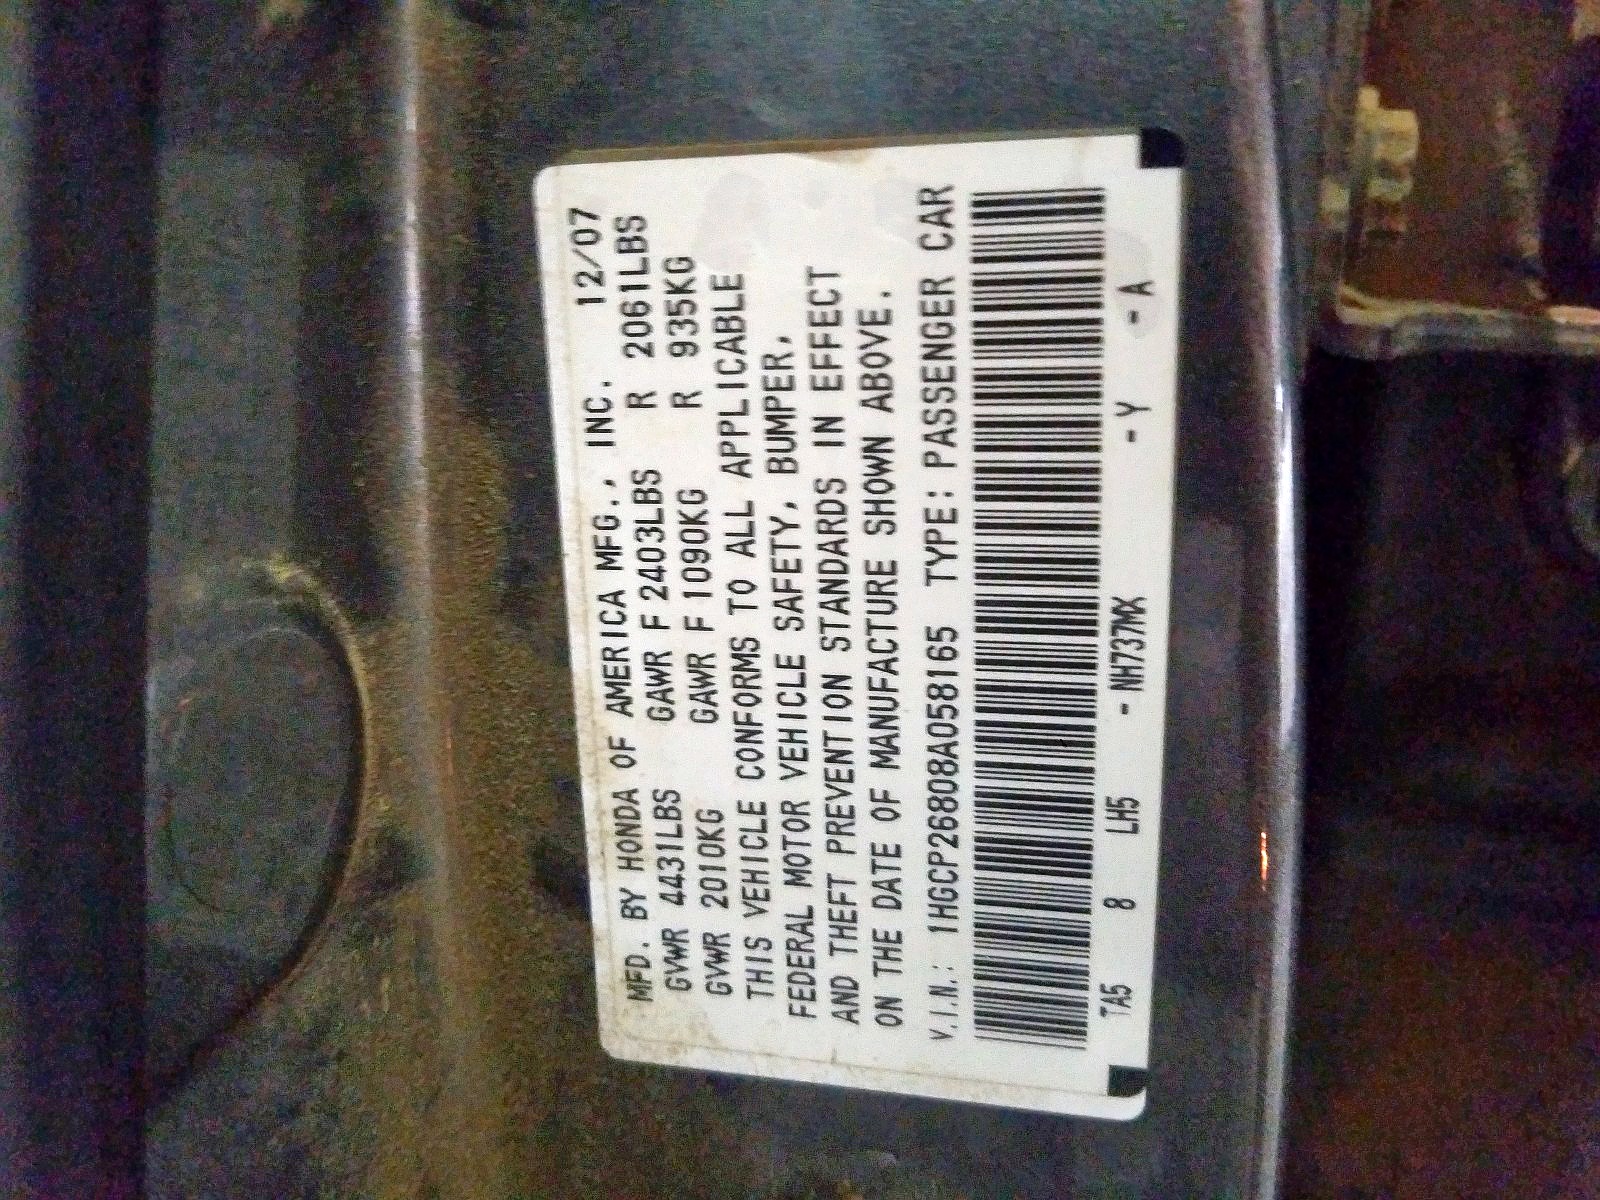 MFD. BY HONDA OF AMERICA MFG., INC. 12/07
GVWR 4431LBS GAWR F 2403LBS R 2061LBS
GVWR 2010KG GAWR F 1090KG R 935KG
THIS VEHICLE CONFORMS TO ALL APPLICABLE
FEDERAL MOTOR VEHICLE SAFETY, BUMPER,
AND THEFT PREVENTION STANDARDS IN EFFECT
ON THE DATE OF MANUFACTURE SHOWN ABOVE.
V.I.N.: 1HGCP26808A058165 TYPE: PASSENGER CAR
TA5 8 LH5 - NH737MX - Y - A